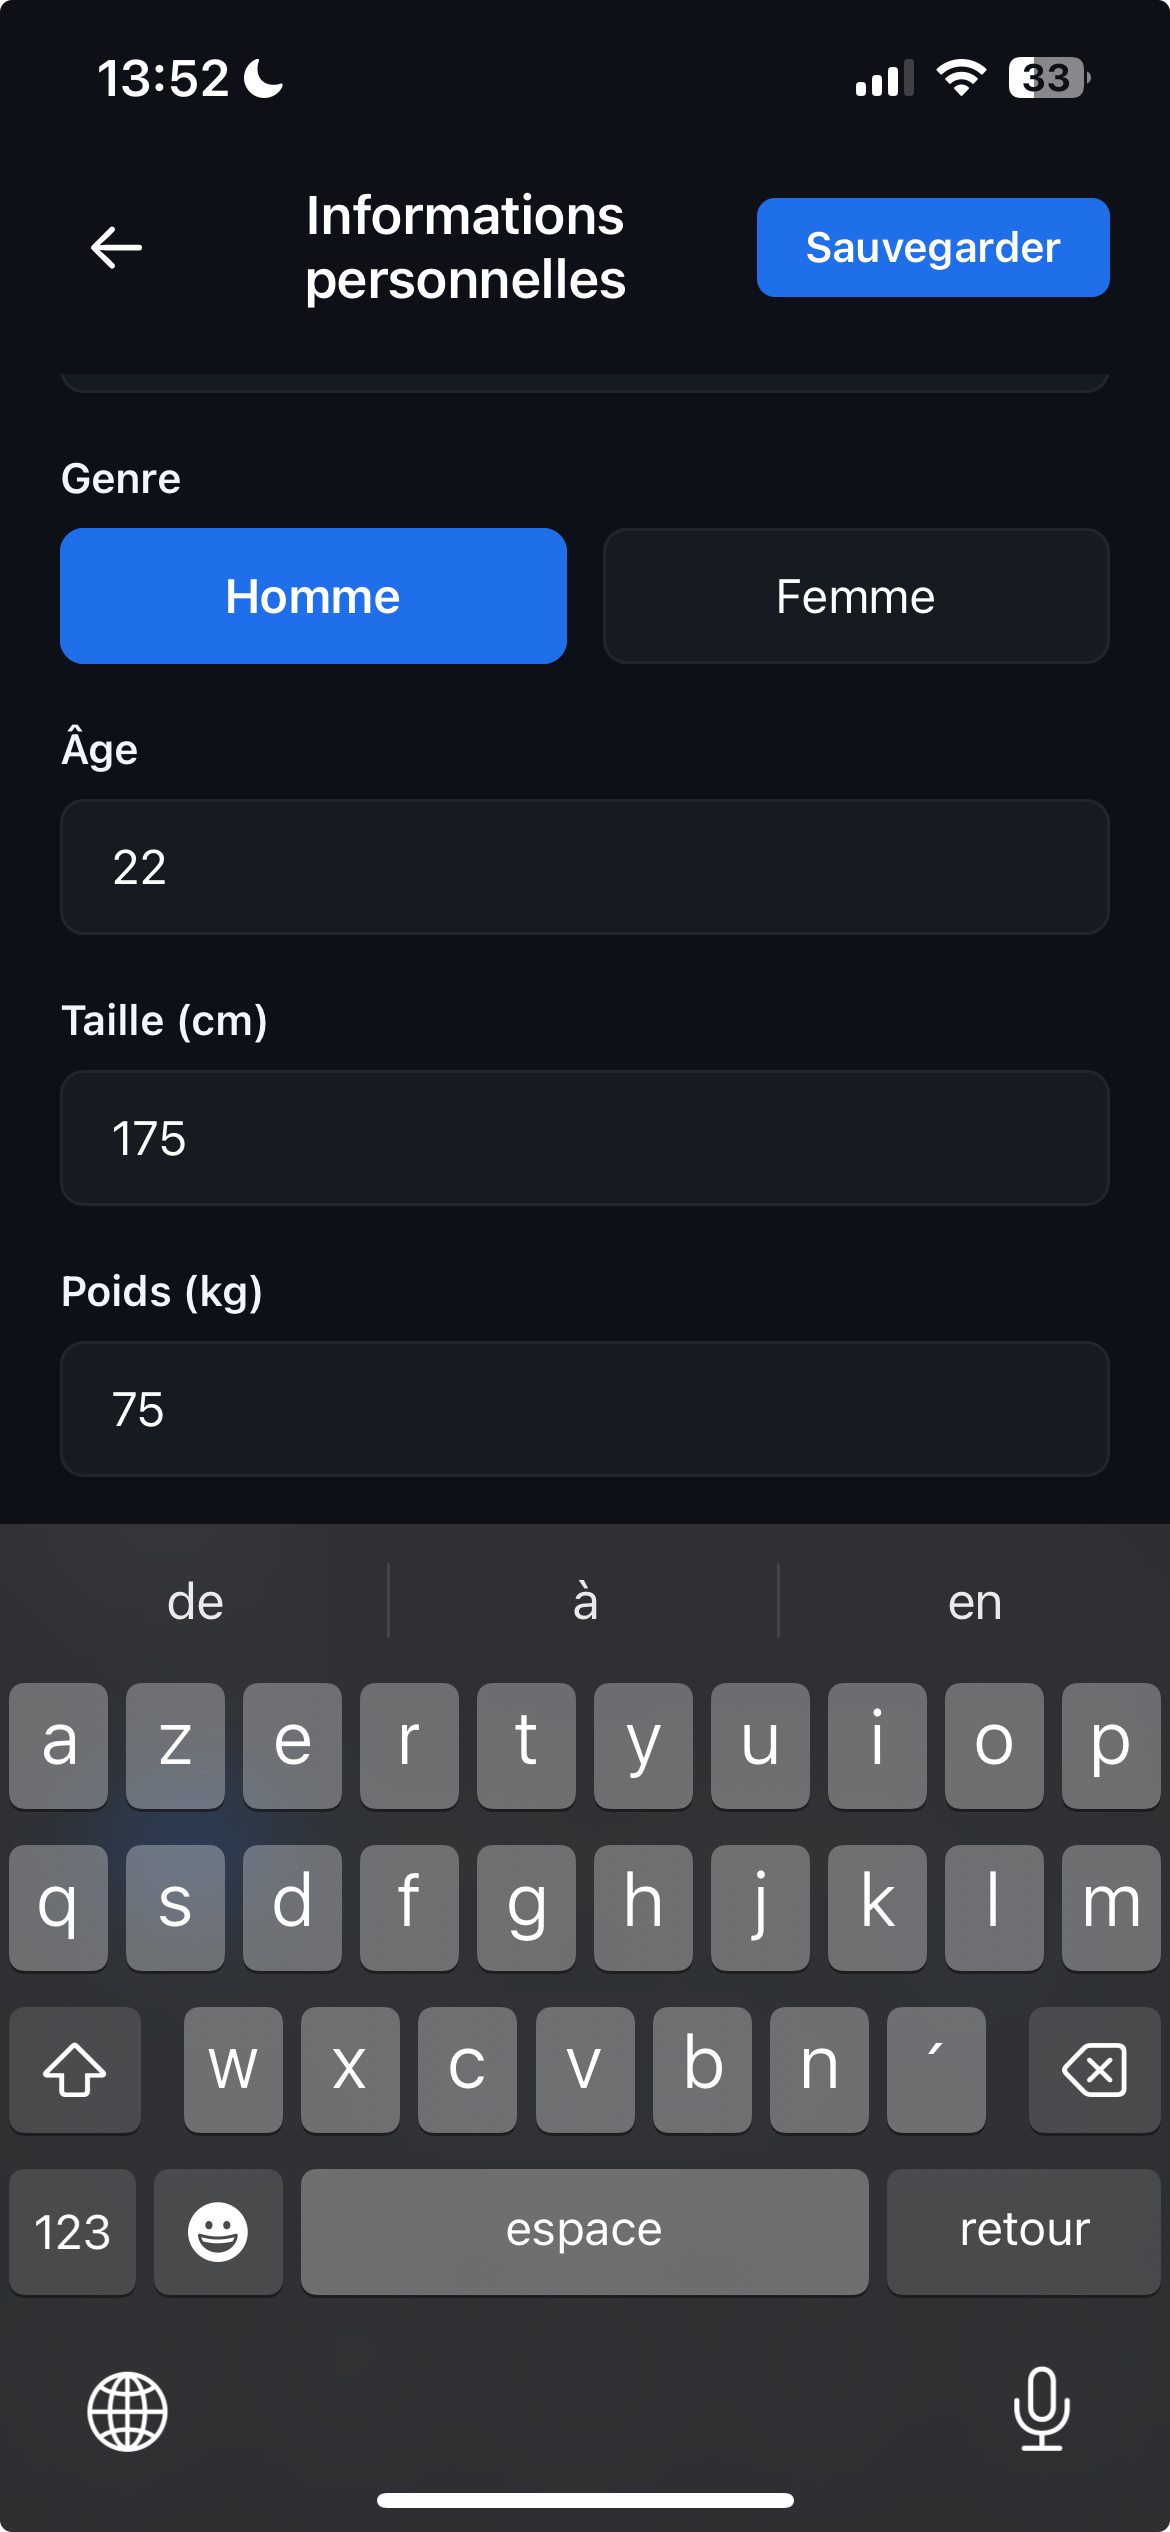 13:52
33
Informations
personnelles
Sauvegarder
Genre
Homme
Femme
Âge
22
Taille (cm)
175
Poids (kg)
75
de
à
en
a z e r t y u i o p
q s d f g h j k l m
w x c v b n ´
123
espace
retour